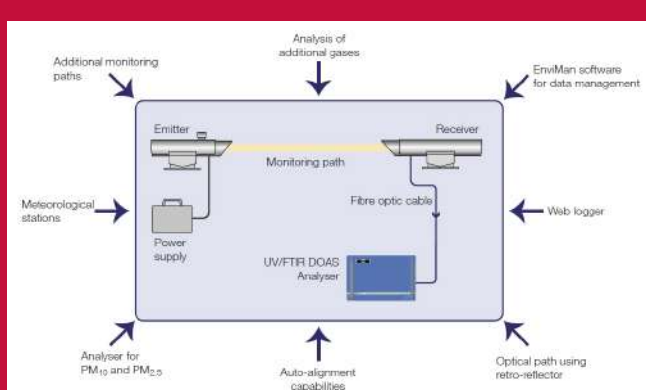 Analysis of
additional gases
Additional monitoring
paths
EnviMan software
for data management
Emitter
Receiver
Monitoring path
Meteorological
stations
Fibre optic cable
Web logger
Power
supply
UV/FTIR DOAS
Analyser
Analyser for
PM₁₀ and PM₂.₅
Auto-alignment
capabilities
Optical path using
retro-reflector